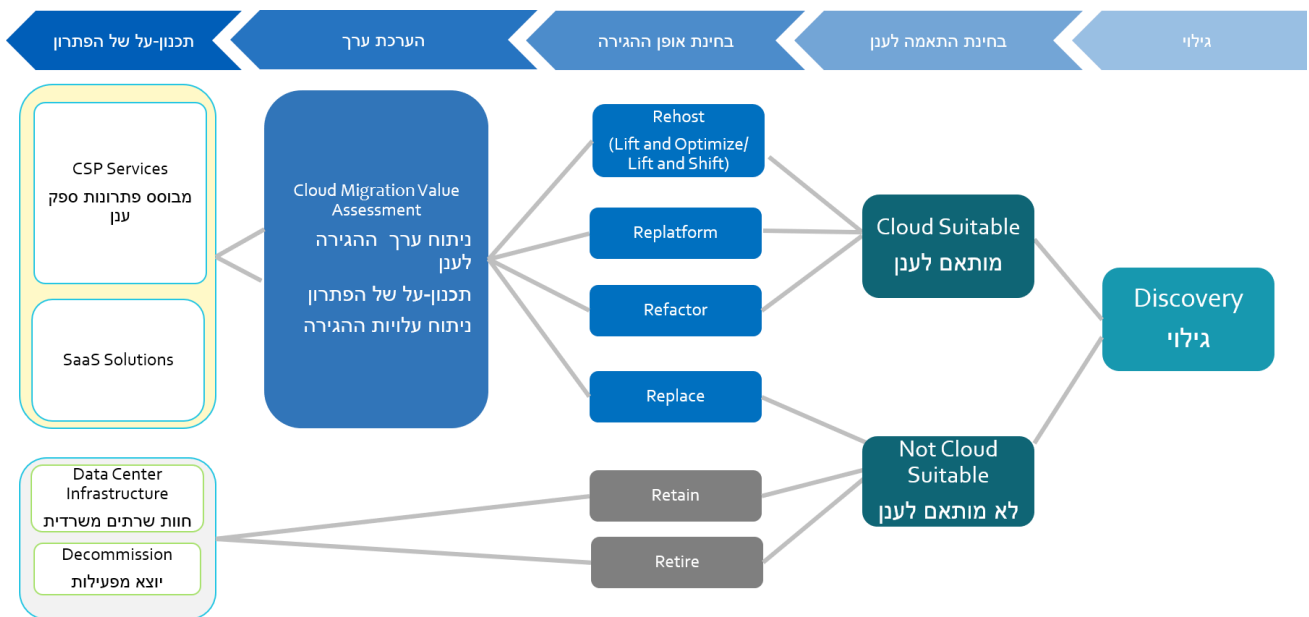 גילוי
בחינת התאמה לענן
בחינת אופן ההגירה
הערכת ערך
תכנון-על של הפתרון
Discovery
גילוי
Cloud Suitable
מותאם לענן
Not Cloud
Suitable
לא מותאם לענן
Rehost
(Lift and Optimize/
Lift and Shift)
Replatform
Refactor
Replace
Retain
Retire
Cloud Migration Value
Assessment
ניתוח ערך ההגירה
לענן
תכנון-על של הפתרון
ניתוח עלויות ההגירה
CSP Services
מבוסס פתרונות ספק
ענן
SaaS Solutions
Data Center
Infrastructure
חוות שרתים משרדית
Decommission
יוצא מפעילות